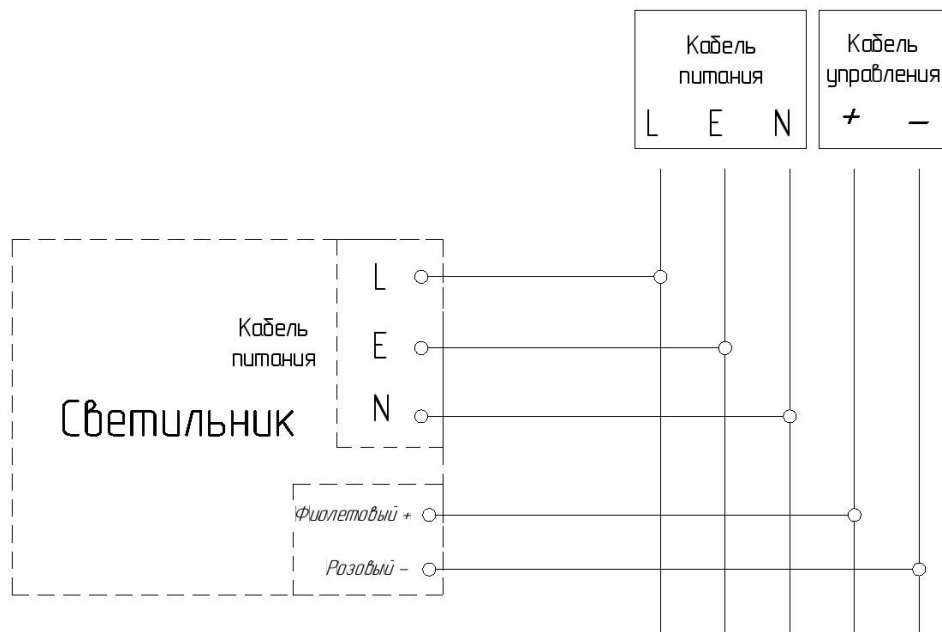 Кабель
питания
L E N
Кабель
управления
+ −
Светильник
Кабель
питания
L
E
N
Фиолетовый +
Розовый −